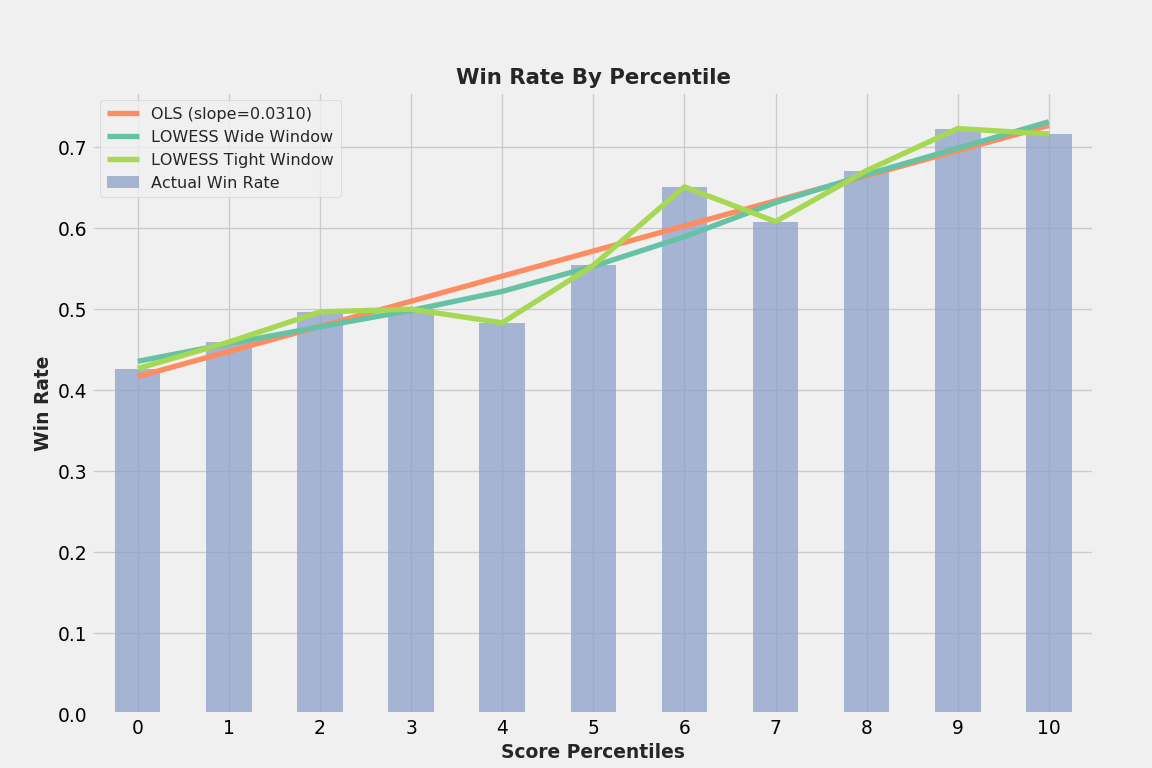 Win Rate By Percentile
OLS (slope=0.0310)
LOWESS Wide Window
LOWESS Tight Window
Actual Win Rate
0.7
0.6
0.5
0.4
0.3
0.2
0.1
0.0
Win Rate
0 1 2 3 4 5 6 7 8 9 10
Score Percentiles